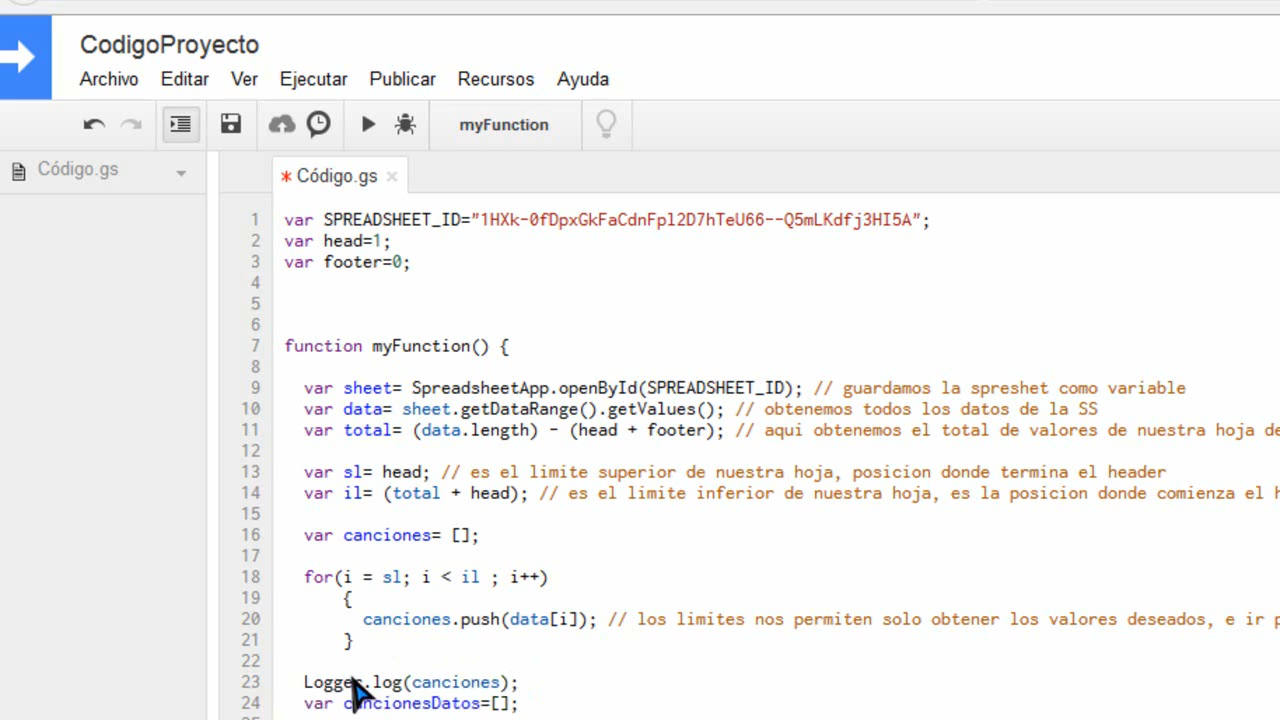 CodigoProyecto
Archivo Editar Ver Ejecutar Publicar Recursos Ayuda
myFunction
Código.gs
* Código.gs ×
1 var SPREADSHEET_ID="1HXk-0fDpxGkFaCdnFpl2D7hTeU66--Q5mLKdfj3HI5A";
2 var head=1;
3 var footer=0;
4
5
6
7 function myFunction() {
8
9 var sheet= SpreadsheetApp.openById(SPREADSHEET_ID); // guardamos la spreshet como variable
10 var data= sheet.getDataRange().getValues(); // obtenemos todos los datos de la SS
11 var total= (data.length) - (head + footer); // aqui obtenemos el total de valores de nuestra hoja de
12
13 var sl= head; // es el limite superior de nuestra hoja, posicion donde termina el header
14 var il= (total + head); // es el limite inferior de nuestra hoja, es la posicion donde comienza el
15
16 var canciones= [];
17
18 for(i = sl; i < il ; i++)
19 {
20 canciones.push(data[i]); // los limites nos permiten solo obtener los valores deseados, e ir
21 }
22
23 Logger.log(canciones);
24 var cancionesDatos=[];